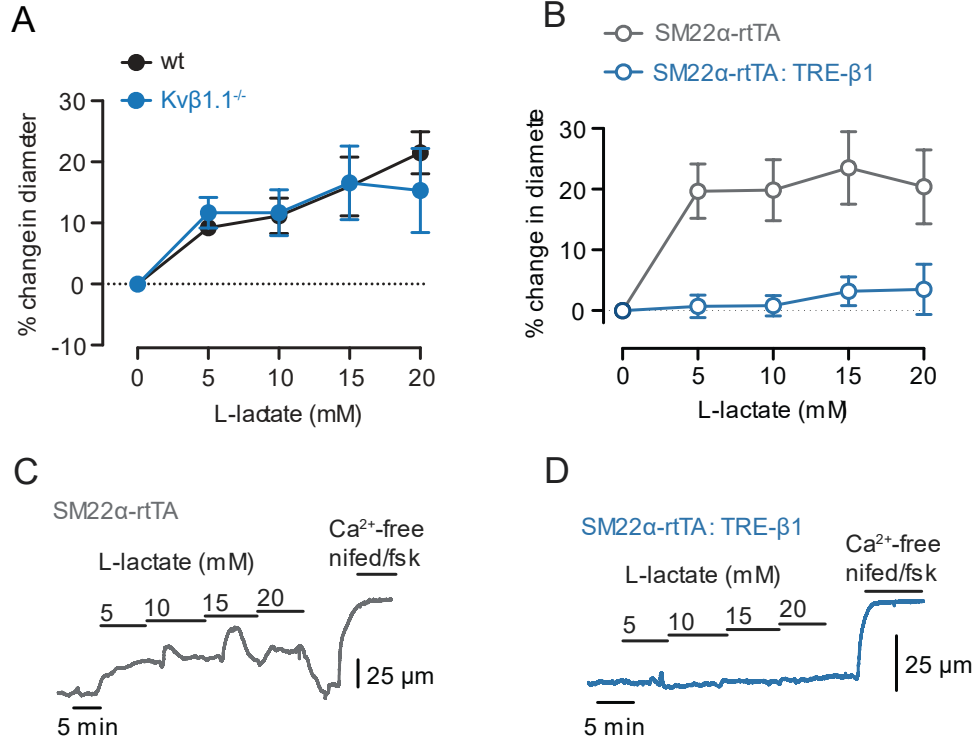 A
wt
Kvβ1.1-/-
30
20
10
0
-10
% change in diameter
0 5 10 15 20
L-lactate (mM)
B
SM22α-rtTA
SM22α-rtTA: TRE-β1
30
20
10
0
% change in diamete
0 5 10 15 20
L-lactate (mM)
C
SM22α-rtTA
Ca2+-free
nifed/fsk
L-lactate (mM)
5 10 15 20
25 μm
5 min
D
SM22α-rtTA: TRE-β1
Ca2+-free
nifed/fsk
L-lactate (mM)
5 10 15 20
25 μm
5 min